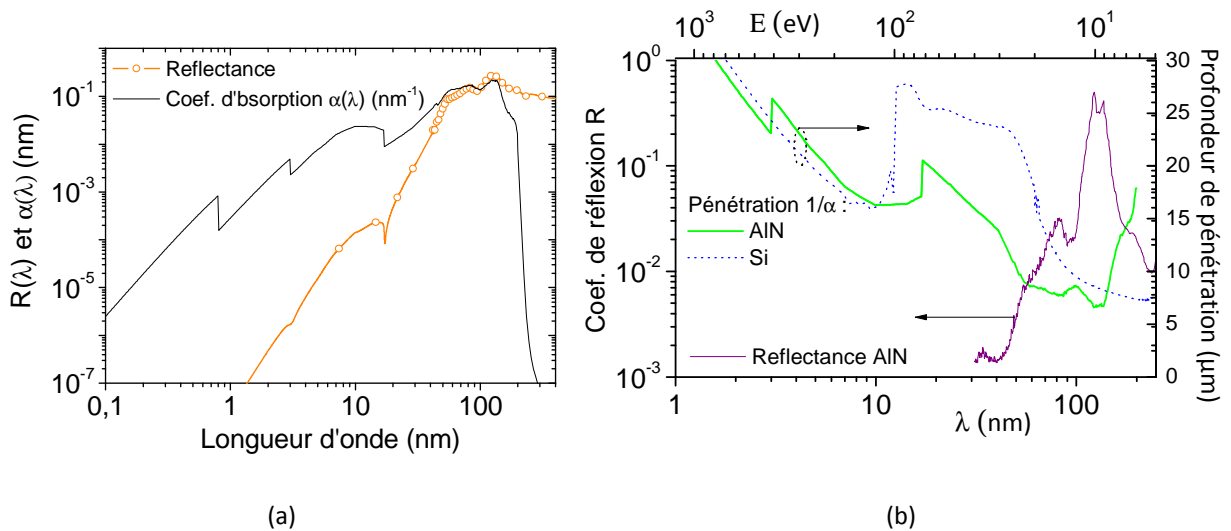 Reflectance
Coef. d'bsorption α(λ) (nm⁻¹)
R(λ) et α(λ) (nm)
10⁻¹
10⁻³
10⁻⁵
10⁻⁷
0,1
1
10
100
Longueur d'onde (nm)
(a)
10³
E (eV)
10²
10¹
Coef. de réflexion R
10⁰
10⁻¹
10⁻²
10⁻³
Pénétration 1/α :
AlN
Si
Reflectance AlN
30
25
20
15
10
5
0
Profondeur de pénétration (µm)
1
10
100
λ (nm)
(b)